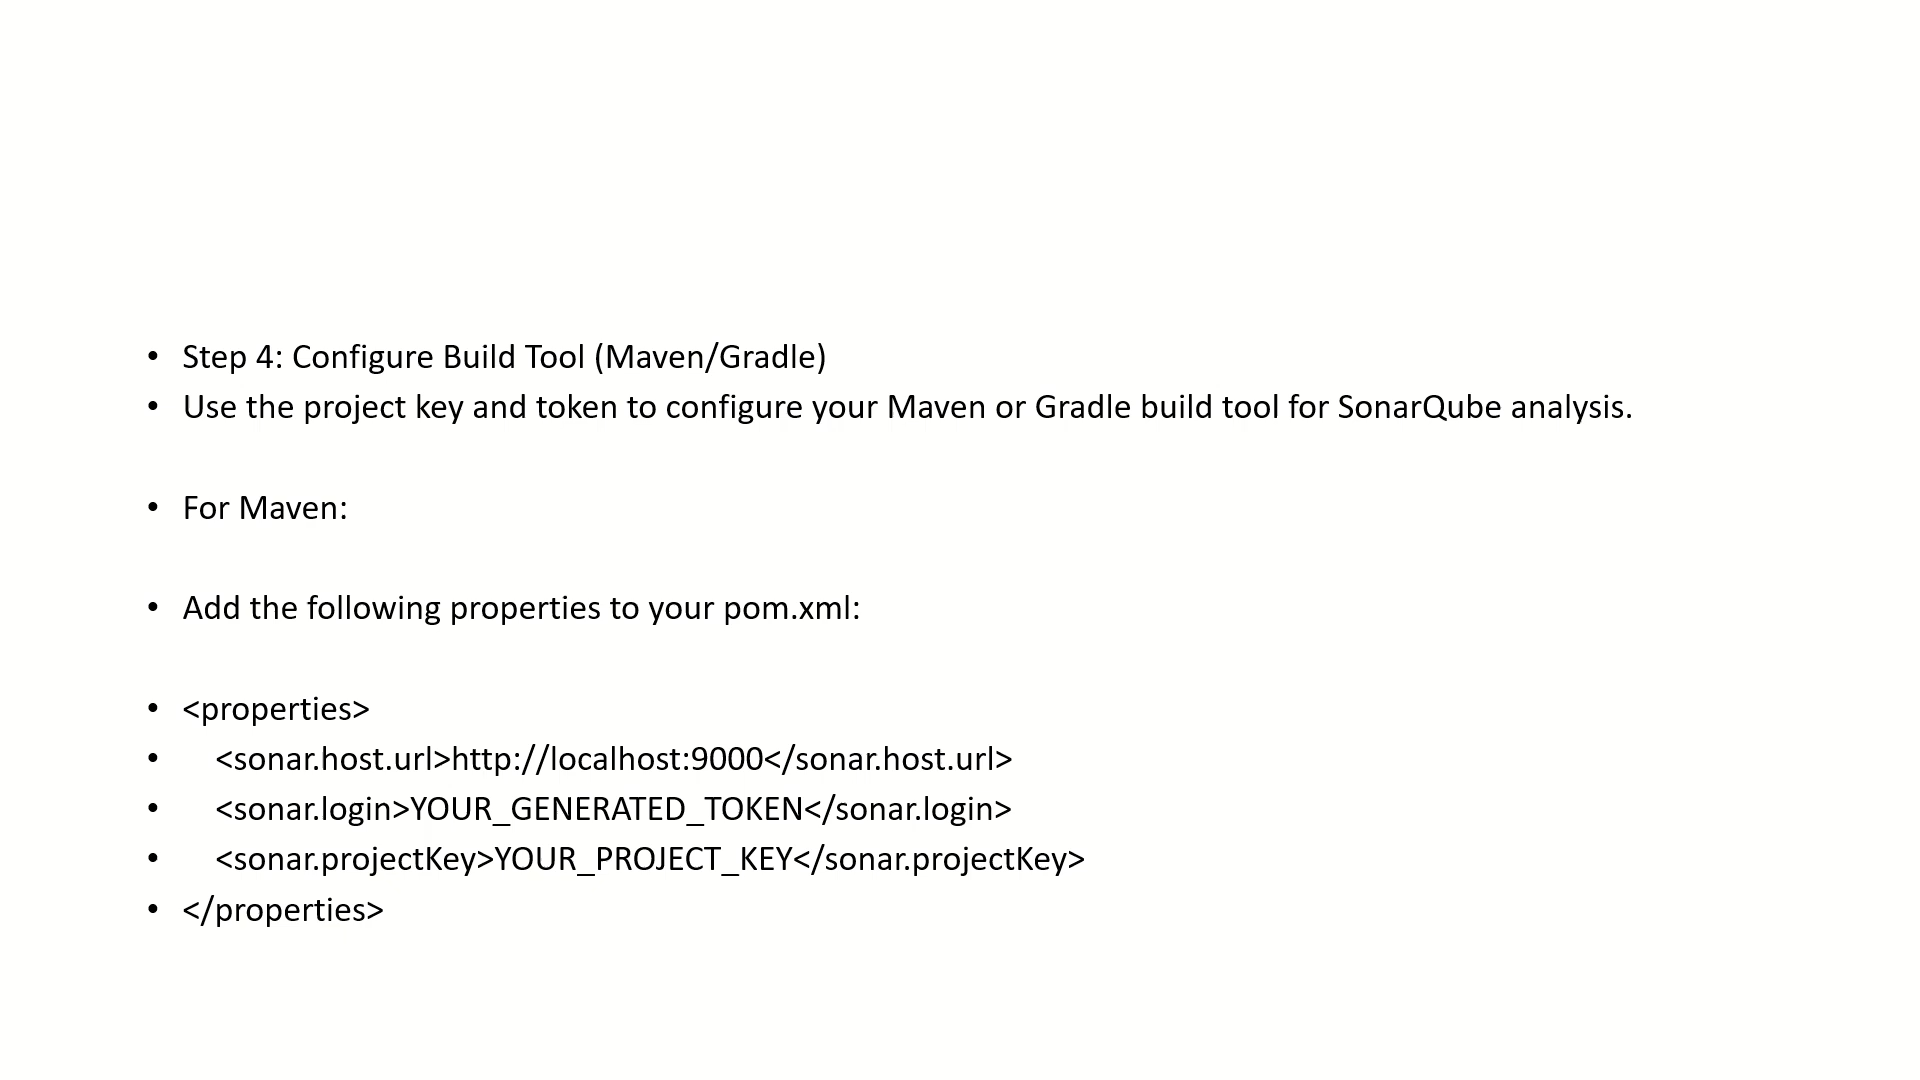 • Step 4: Configure Build Tool (Maven/Gradle)
• Use the project key and token to configure your Maven or Gradle build tool for SonarQube analysis.
• For Maven:
• Add the following properties to your pom.xml:
• <properties>
•    <sonar.host.url>http://localhost:9000</sonar.host.url>
•    <sonar.login>YOUR_GENERATED_TOKEN</sonar.login>
•    <sonar.projectKey>YOUR_PROJECT_KEY</sonar.projectKey>
• </properties>